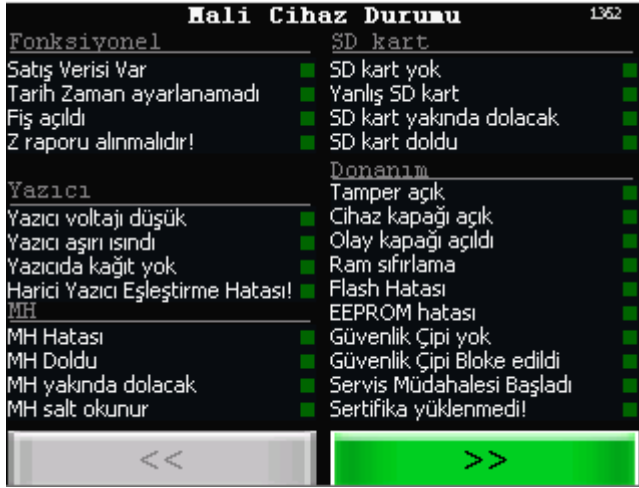 Mali Cihaz Durumu
1362
Fonksiyonel
Satış Verisi Var
Tarih Zaman ayarlanamadı
Fiş açıldı
Z raporu alınmalıdır!
Yazıcı
Yazıcı voltajı düşük
Yazıcı aşırı ısındı
Yazıcıda kağıt yok
Harici Yazıcı Eşleştirme Hatası!
MH
MH Hatası
MH Doldu
MH yakında dolacak
MH salt okunur
SD kart
SD kart yok
Yanlış SD kart
SD kart yakında dolacak
SD kart doldu
Donanım
Tamper açık
Cihaz kapağı açık
Olay kapağı açıldı
Ram sıfırlama
Flash Hatası
EEPROM hatası
Güvenlik Çipi yok
Güvenlik Çipi Bloke edildi
Servis Müdahalesi Başladı
Sertifika yüklenmedi!
<<
>>